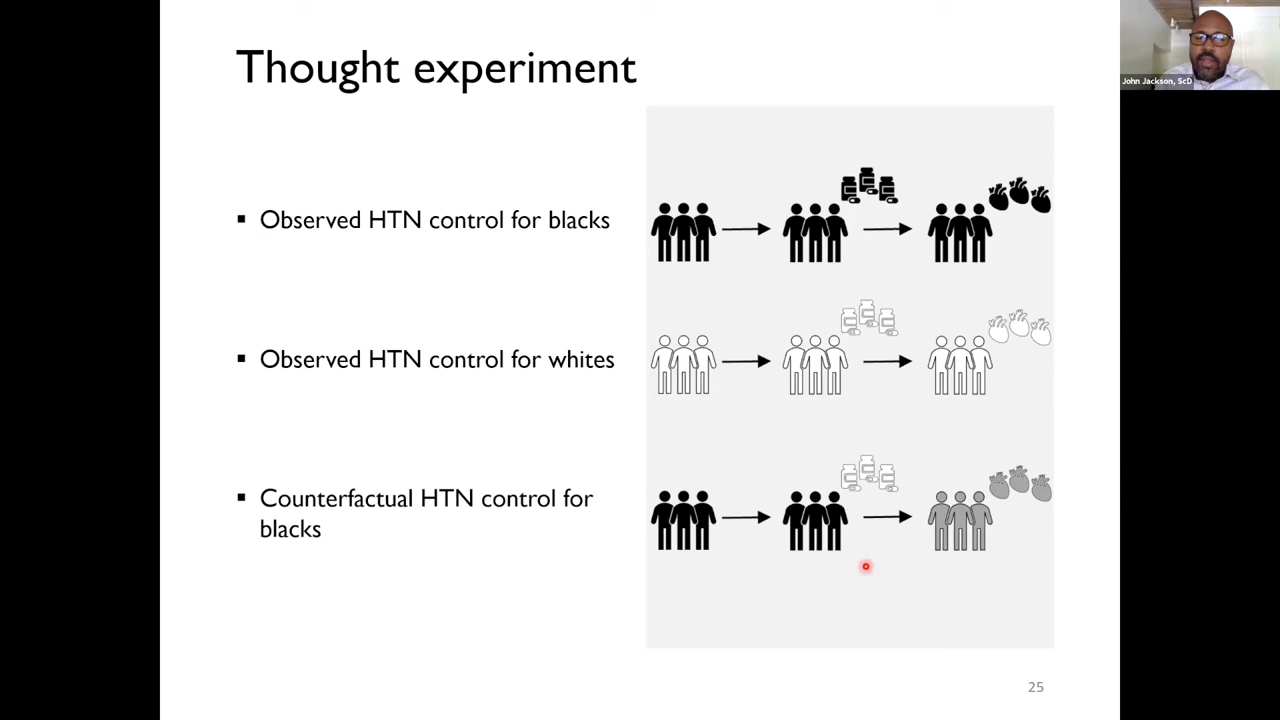 Thought experiment
John Jackson, ScD
▪ Observed HTN control for blacks
▪ Observed HTN control for whites
▪ Counterfactual HTN control for
blacks
25